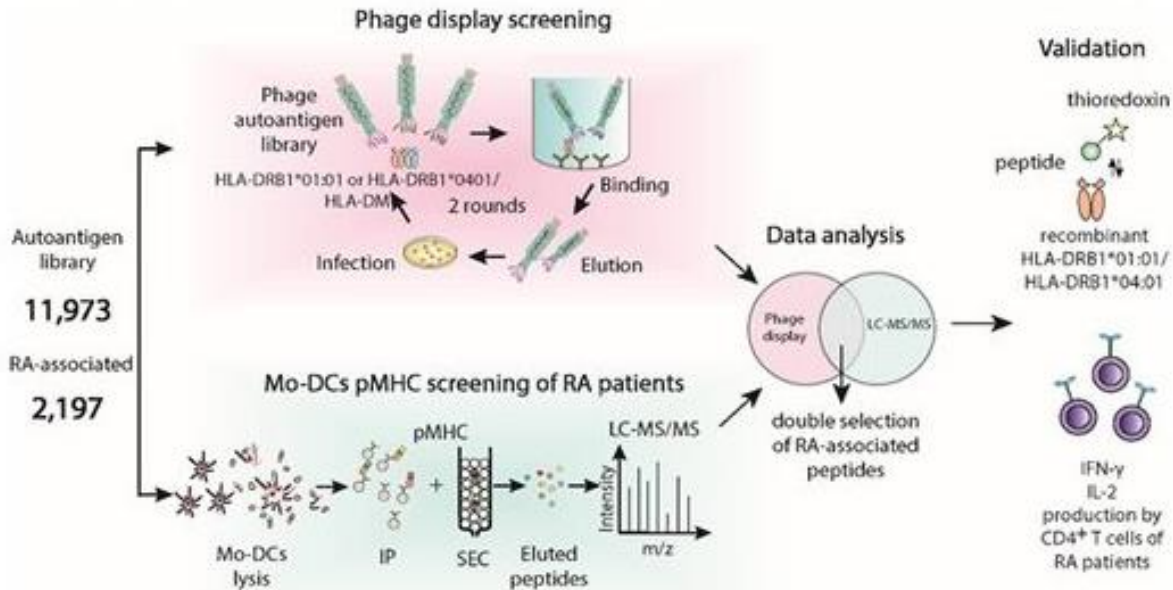 Phage display screening
Phage
autoantigen
library
HLA-DRB1*01:01 or HLA-DRB1*0401/
HLA-DM
2 rounds
Binding
Infection
Elution
Autoantigen
library
11,973
RA-associated
2,197
Mo-DCs pMHC screening of RA patients
pMHC
+
Mo-DCs
lysis
IP
SEC
Eluted
peptides
LC-MS/MS
Intensity
m/z
Data analysis
Phage
display
LC-MS/MS
double selection
of RA-associated
peptides
Validation
thioredoxin
peptide
recombinant
HLA-DRB1*01:01/
HLA-DRB1*04:01
IFN-γ
IL-2
production by
CD4+ T cells of
RA patients